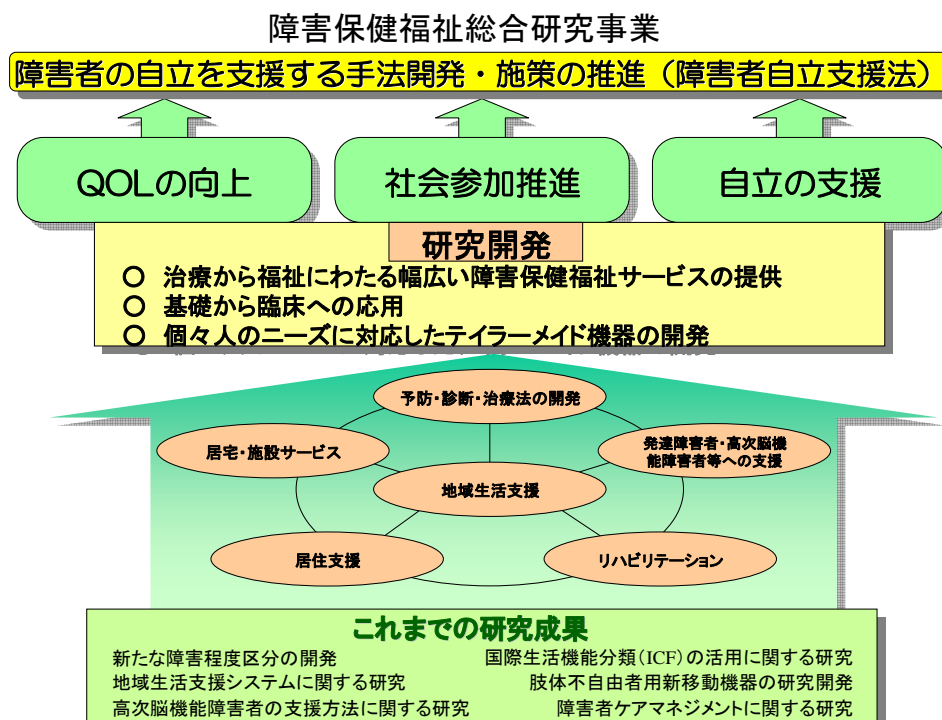 障害保健福祉総合研究事業
障害者の自立を支援する手法開発・施策の推進（障害者自立支援法）
QOLの向上
社会参加推進
自立の支援
研究開発
○ 治療から福祉にわたる幅広い障害保健福祉サービスの提供
○ 基礎から臨床への応用
○ 個々人のニーズに対応したテイラーメイド機器の開発
予防・診断・治療法の開発
居宅・施設サービス
発達障害者・高次脳機
能障害者等への支援
地域生活支援
居住支援
リハビリテーション
これまでの研究成果
新たな障害程度区分の開発
国際生活機能分類(ICF)の活用に関する研究
地域生活支援システムに関する研究
肢体不自由者用新移動機器の研究開発
高次脳機能障害者の支援方法に関する研究
障害者ケアマネジメントに関する研究